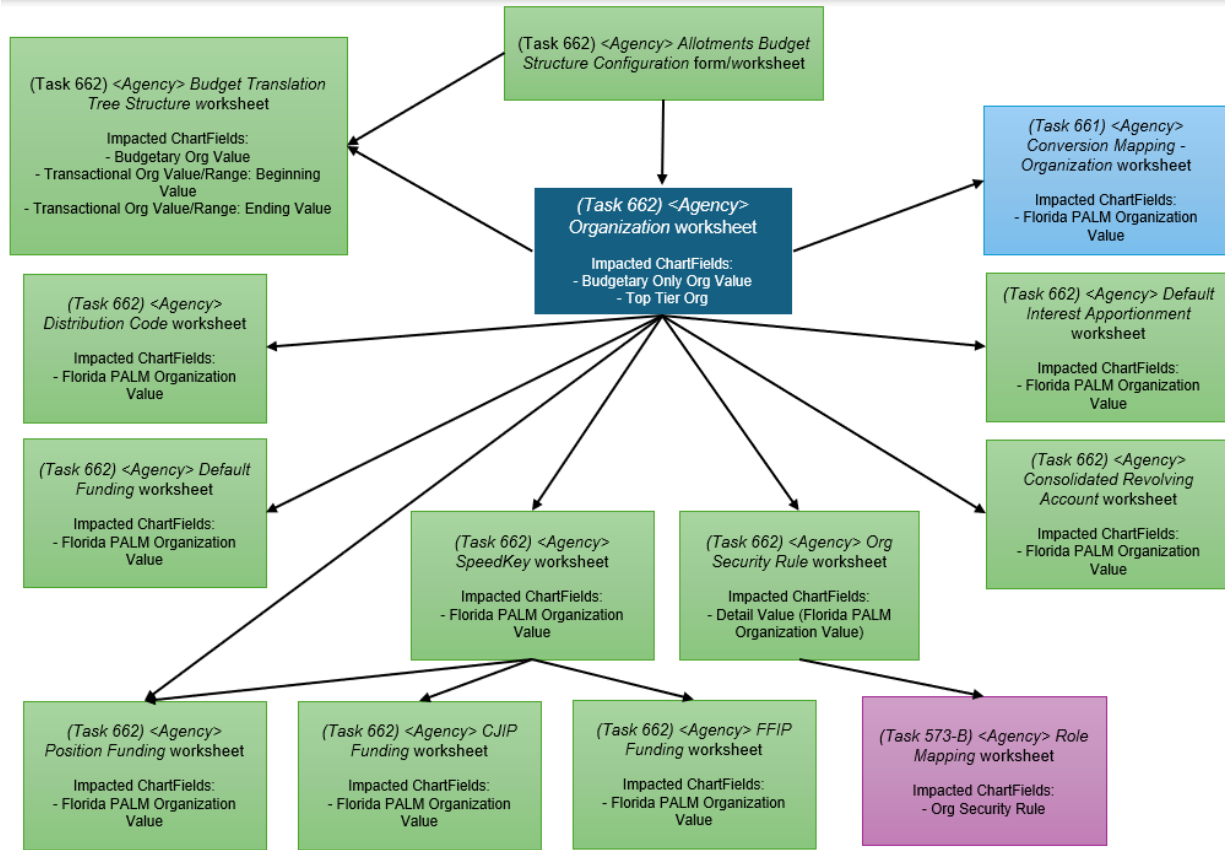 (Task 662) <Agency> Allotments Budget
Structure Configuration form/worksheet
(Task 662) <Agency> Budget Translation
Tree Structure worksheet
Impacted ChartFields:
- Budgetary Org Value
- Transactional Org Value/Range: Beginning
Value
- Transactional Org Value/Range: Ending Value
(Task 661) <Agency>
Conversion Mapping -
Organization worksheet
Impacted ChartFields:
- Florida PALM Organization
Value
(Task 662) <Agency>
Organization worksheet
Impacted ChartFields:
- Budgetary Only Org Value
- Top Tier Org
(Task 662) <Agency>
Distribution Code worksheet
Impacted ChartFields:
- Florida PALM Organization
Value
(Task 662) <Agency> Default
Interest Apportionment
worksheet
Impacted ChartFields:
- Florida PALM Organization
Value
(Task 662) <Agency> Default
Funding worksheet
Impacted ChartFields:
- Florida PALM Organization
Value
(Task 662) <Agency>
Consolidated Revolving
Account worksheet
Impacted ChartFields:
- Florida PALM Organization
Value
(Task 662) <Agency>
SpeedKey worksheet
Impacted ChartFields:
- Florida PALM Organization
Value
(Task 662) <Agency> Org
Security Rule worksheet
Impacted ChartFields:
- Detail Value (Florida PALM
Organization Value)
(Task 662) <Agency>
Position Funding worksheet
Impacted ChartFields:
- Florida PALM Organization
Value
(Task 662) <Agency> CJIP
Funding worksheet
Impacted ChartFields:
- Florida PALM Organization
Value
(Task 662) <Agency> FFIP
Funding worksheet
Impacted ChartFields:
- Florida PALM Organization
Value
(Task 573-B) <Agency> Role
Mapping worksheet
Impacted ChartFields:
- Org Security Rule